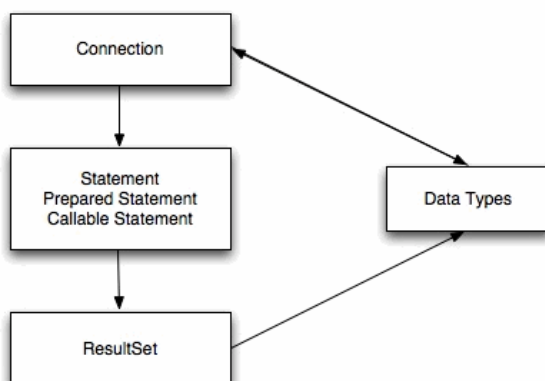 Connection
Statement
Prepared Statement
Callable Statement
Data Types
ResultSet